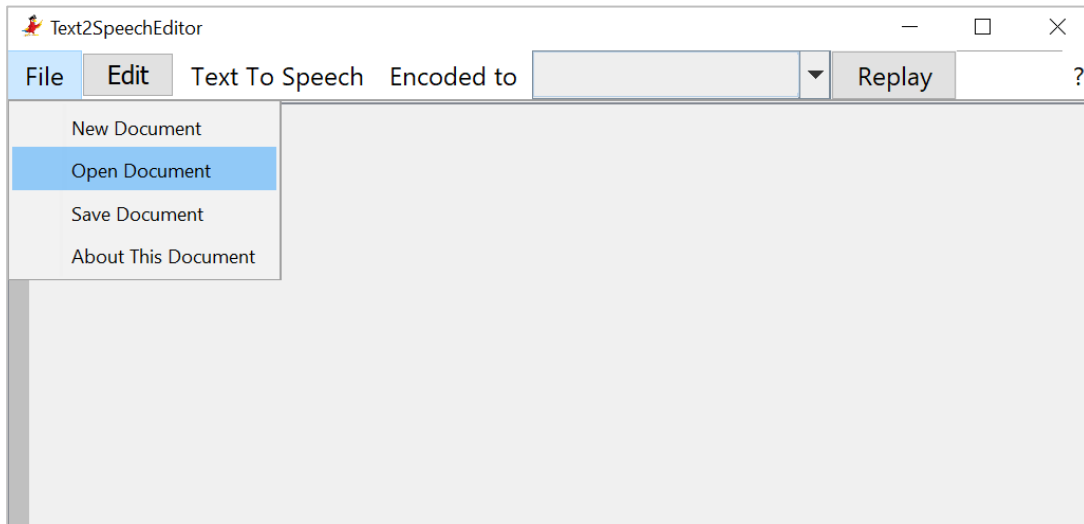 Text2SpeechEditor
File Edit Text To Speech Encoded to Replay ?
New Document
Open Document
Save Document
About This Document